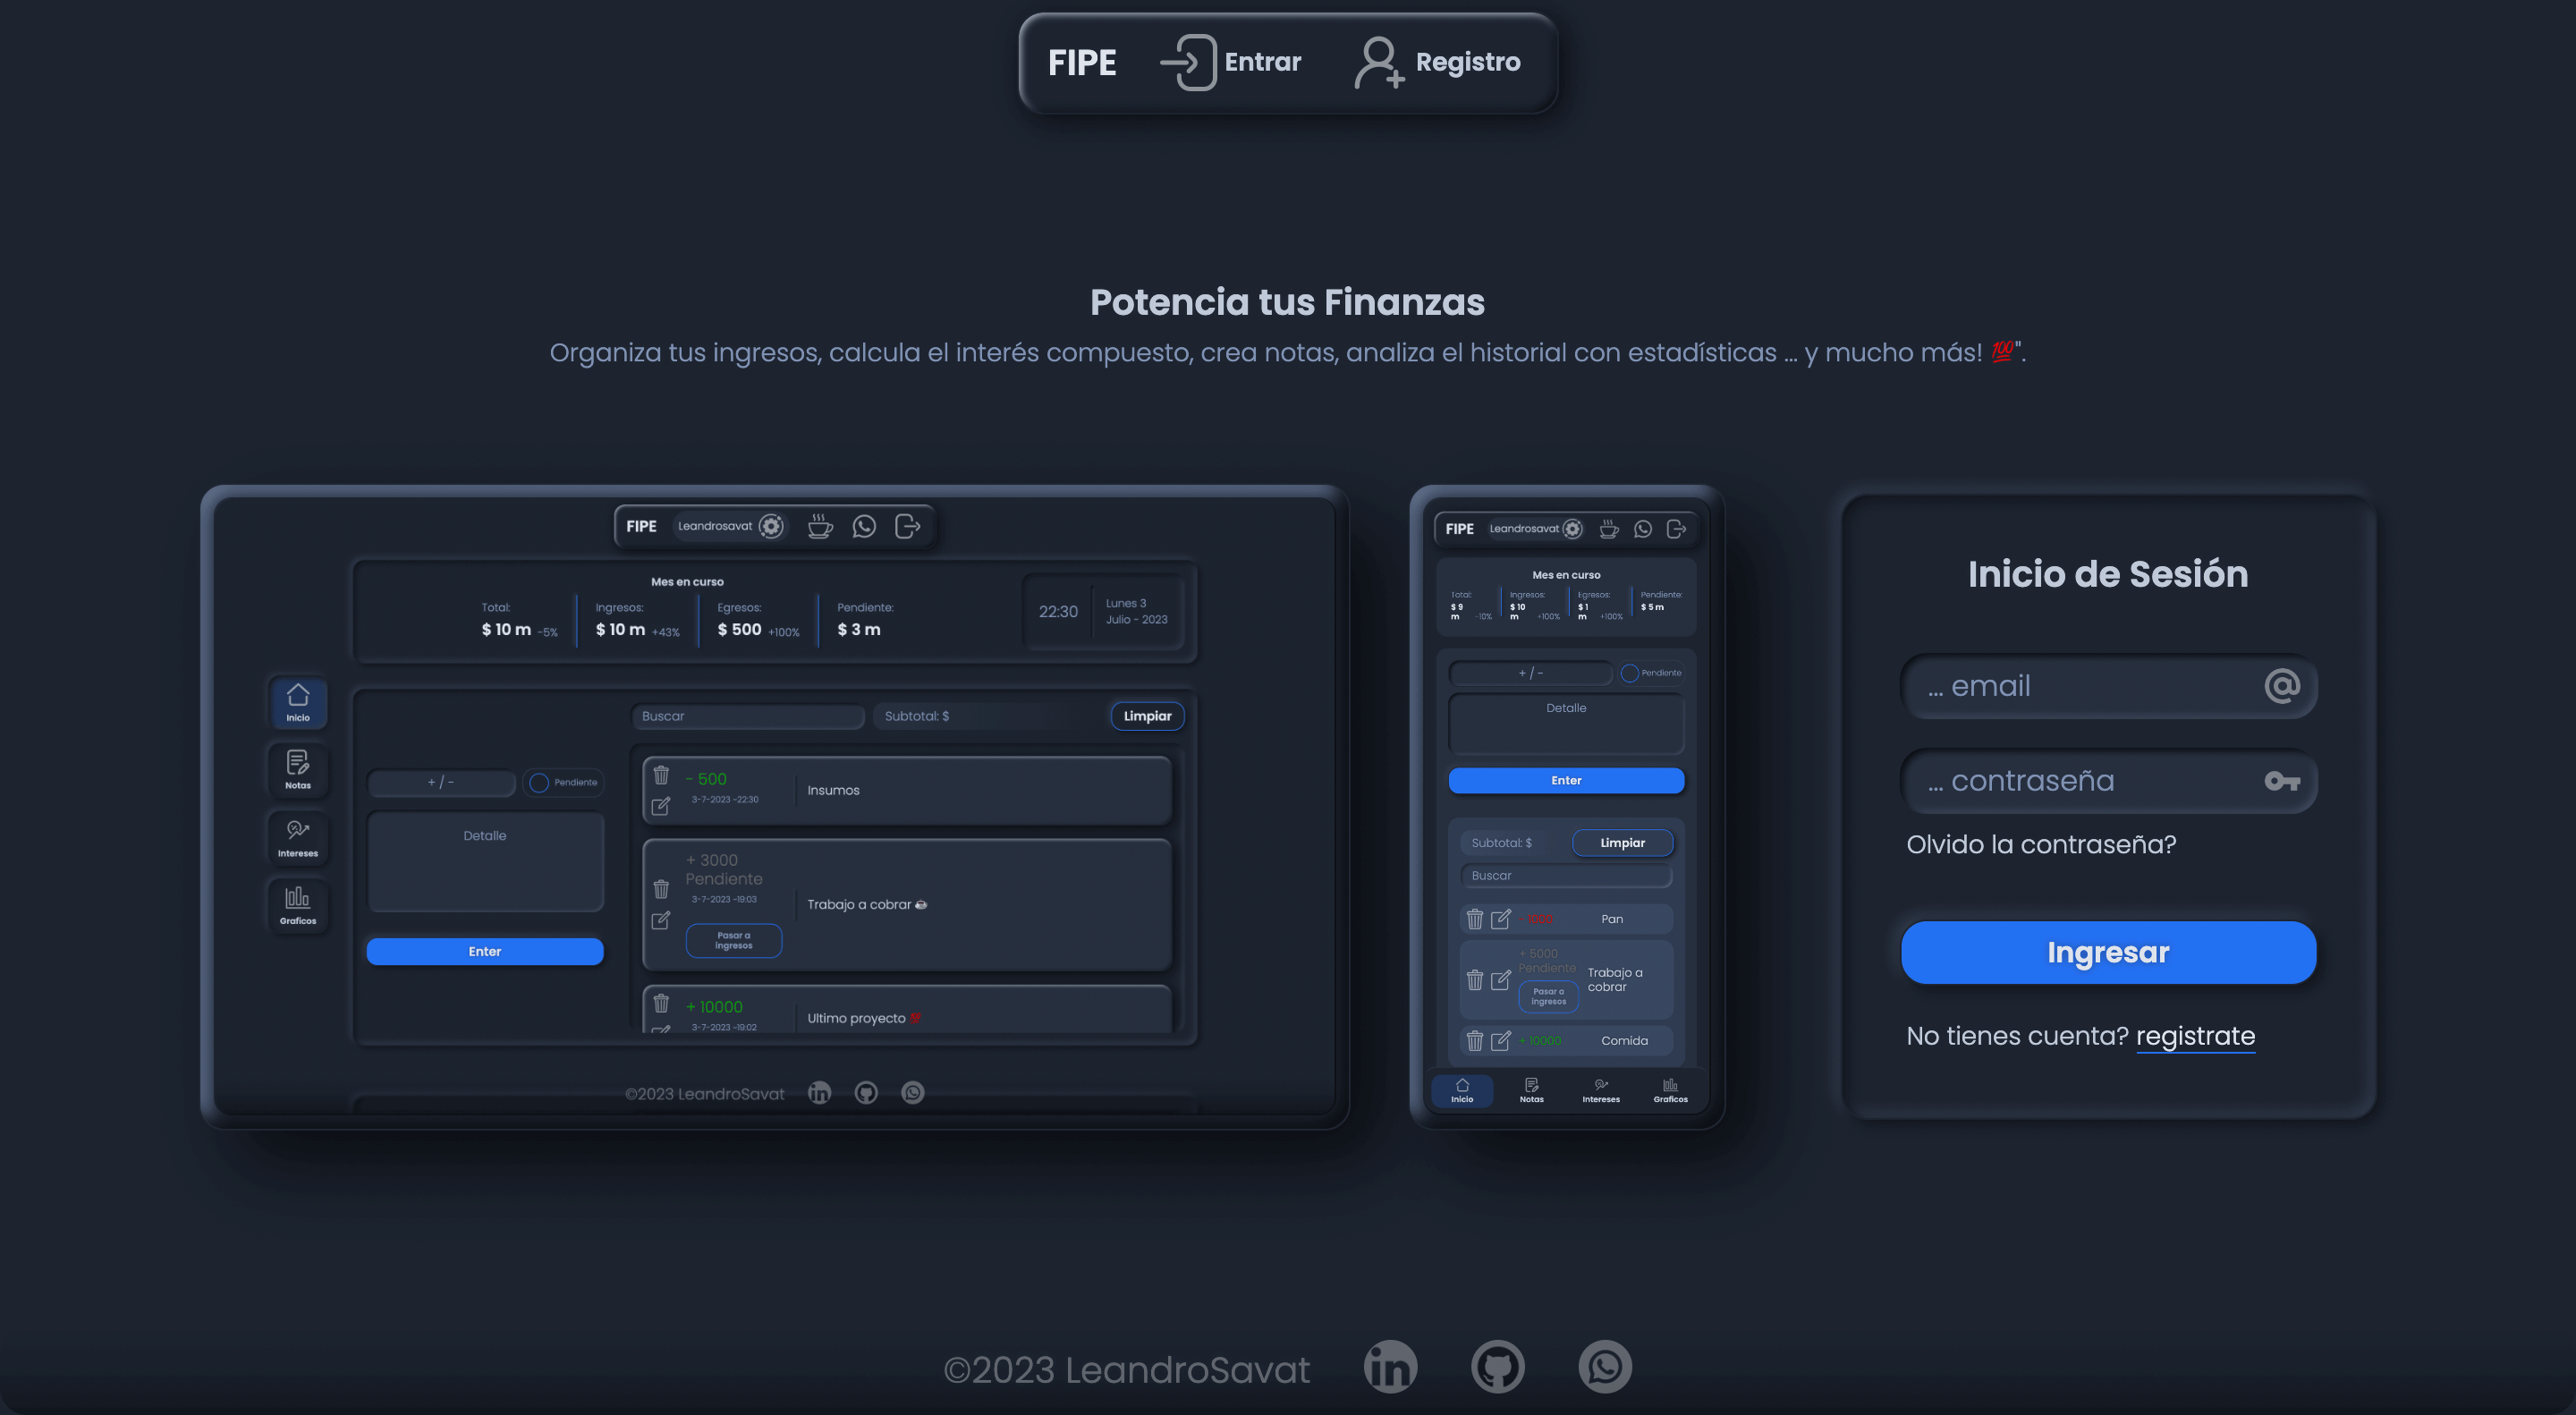 FIPE Entrar Registro
Potencia tus Finanzas
Organiza tus ingresos, calcula el interés compuesto, crea notas, analiza el historial con estadísticas ... y mucho más! 💯".
FIPE Leandrosavat
Mes en curso
Total: Ingresos: Egresos: Pendiente:
$ 10 m -5% $ 10 m +43% $ 500 +100% $ 3 m
22:30
Lunes 3
Julio - 2023
Inicio
Notas
Intereses
Graficos
+ / - Pendiente
Detalle
Enter
Buscar Subtotal: $ Limpiar
- 500
3-7-2023 -22:30
Insumos
+ 3000
Pendiente
3-7-2023 -19:03
Trabajo a cobrar ☕
Pasar a
ingresos
+ 10000
3-7-2023 -19:02
Ultimo proyecto 💯
©2023 LeandroSavat
FIPE Leandrosavat
Mes en curso
Total: Ingresos: Egresos: Pendiente:
$ 9 m -10% $ 10 m +100% $ 1 m +100% $ 5 m
+ / - Pendiente
Detalle
Enter
Subtotal: $ Limpiar
Buscar
Pan
+ 5000
Pendiente
Pasar a
ingresos
Trabajo a
cobrar
+ 10000 Comida
Inicio Notas Intereses Graficos
Inicio de Sesión
... email
... contraseña
Olvido la contraseña?
Ingresar
No tienes cuenta? registrate
©2023 LeandroSavat